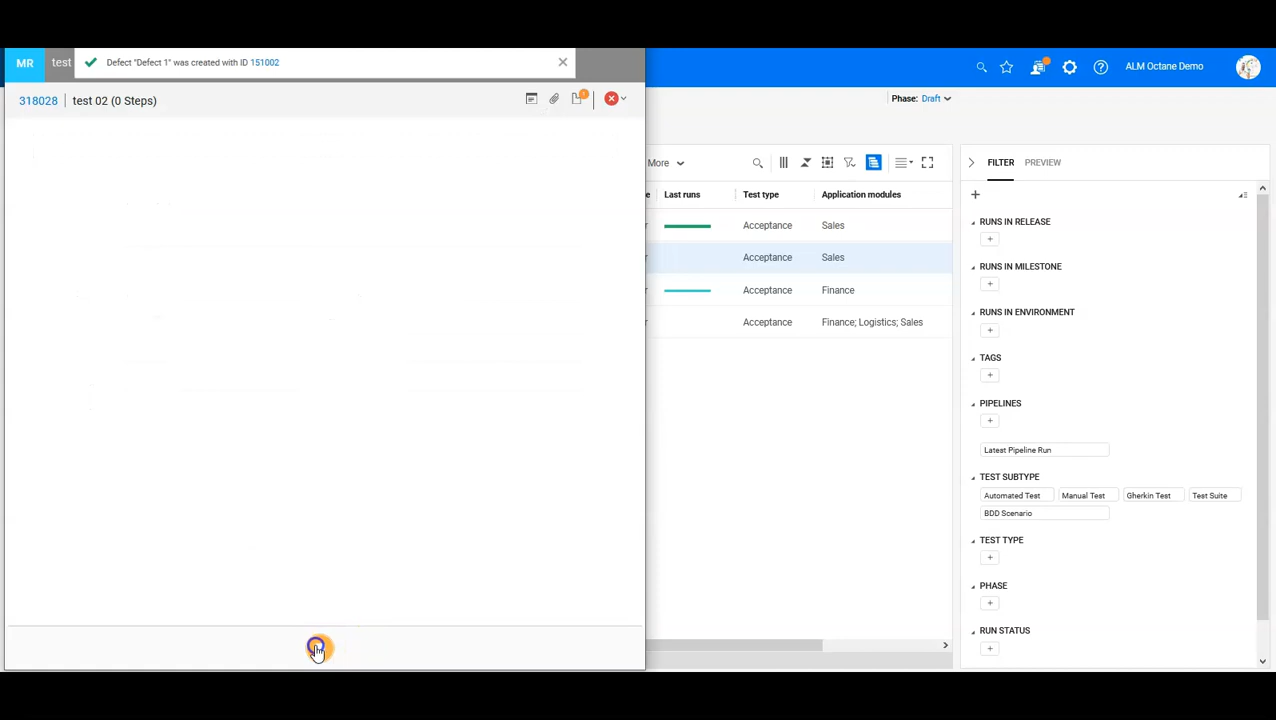 MR test
Defect "Defect 1" was created with ID 151002
ALM Octane Demo
318028 test 02 (0 Steps)
Phase: Draft
More
FILTER PREVIEW
Last runs Test type Application modules
Acceptance Sales
Acceptance Sales
Acceptance Finance
Acceptance Finance; Logistics; Sales
RUNS IN RELEASE
+
RUNS IN MILESTONE
+
RUNS IN ENVIRONMENT
+
TAGS
+
PIPELINES
+
Latest Pipeline Run
TEST SUBTYPE
Automated Test Manual Test Gherkin Test Test Suite
BDD Scenario
TEST TYPE
+
PHASE
+
RUN STATUS
+